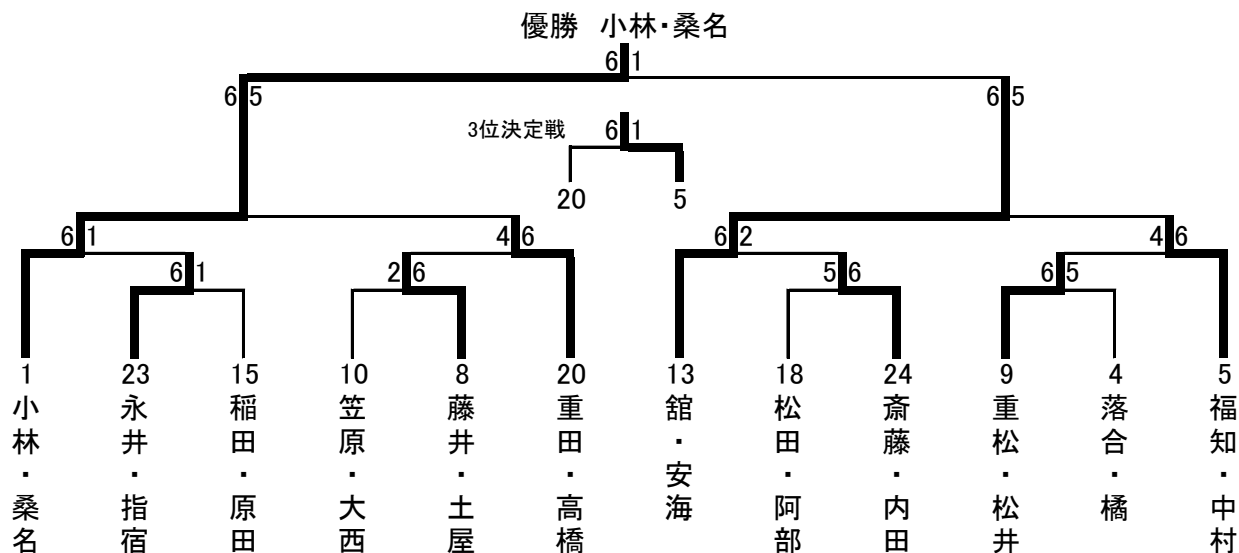 優勝 小林・桑名
6 1
6 5
6 5
3位決定戦
6 1
20
5
6 1
4 6
6 2
4 6
6 1
2 6
5 6
6 5
1
23
15
10
8
20
13
18
24
9
4
5
小林・桑名
永井・指宿
稲田・原田
笠原・大西
藤井・土屋
重田・高橋
舘・安海
松田・阿部
斎藤・内田
重松・松井
落合・橘
福知・中村